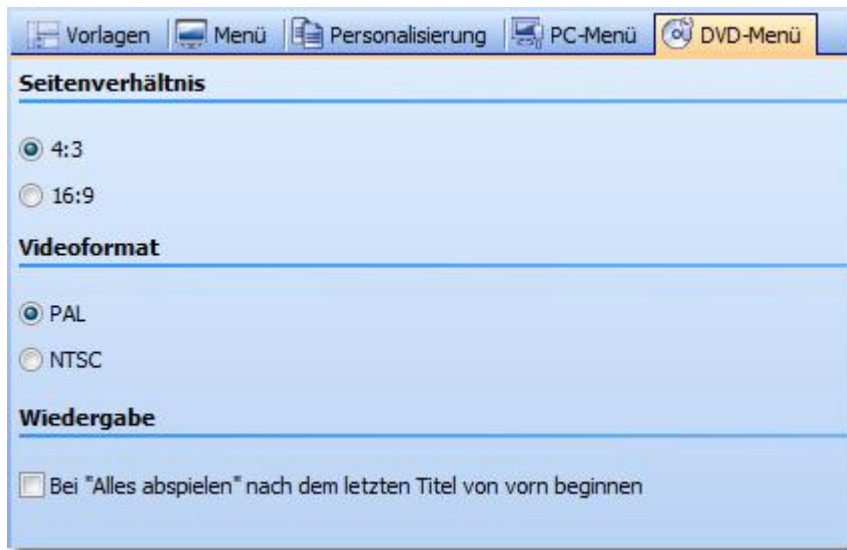 Vorlagen Menü Personalisierung PC-Menü DVD-Menü
Seitenverhältnis
4:3
16:9
Videoformat
PAL
NTSC
Wiedergabe
Bei "Alles abspielen" nach dem letzten Titel von vorn beginnen